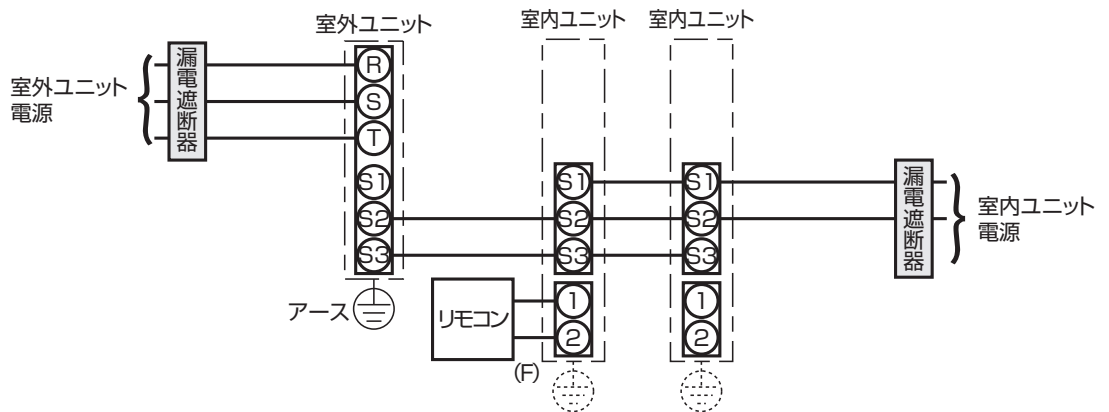 室外ユニット
室内ユニット
室内ユニット
室外ユニット
電源
漏電遮断器
R
S
T
S1
S2
S3
アース
S1
S2
S3
1
2
S1
S2
S3
1
2
リモコン
(F)
漏電遮断器
室内ユニット
電源